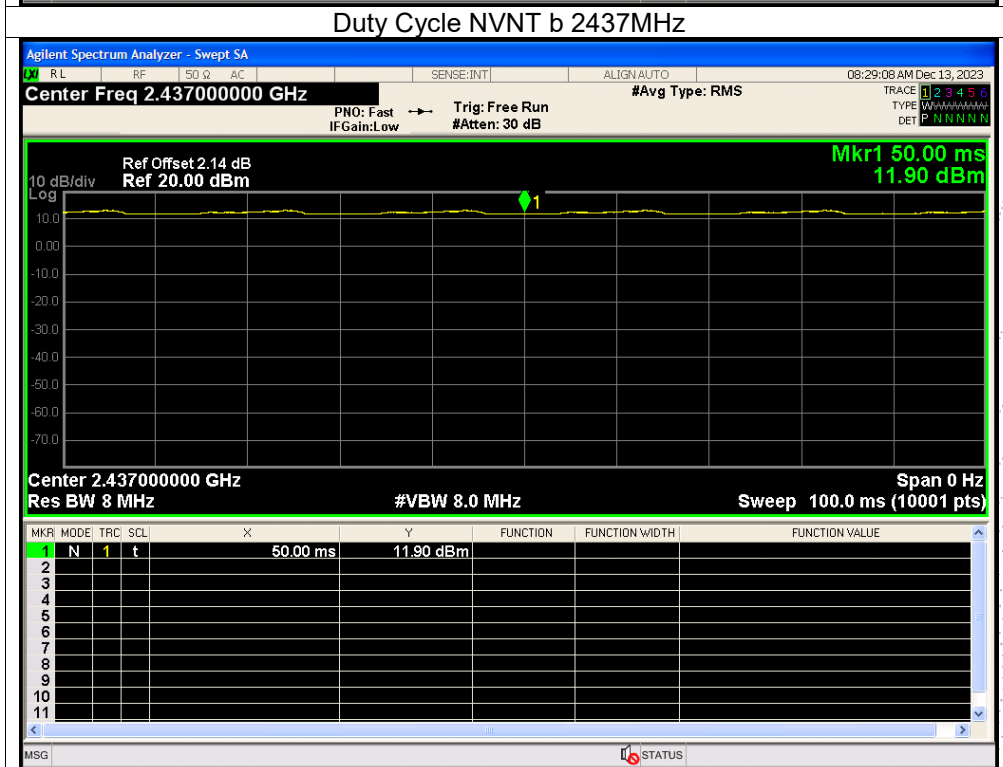 Duty Cycle NVNT b 2437MHz
Agilent Spectrum Analyzer - Swept SA
LXI RL RF 50 Ω AC SENSE:INT ALIGN AUTO 08:29:08 AM Dec 13, 2023
Center Freq 2.437000000 GHz #Avg Type: RMS TRACE 1 2 3 4 5 6
PNO: Fast Trig: Free Run TYPE WWWWWW
IFGain:Low #Atten: 30 dB DET P N N N N N
Mkr1 50.00 ms
Ref Offset 2.14 dB
10 dB/div Ref 20.00 dBm 11.90 dBm
Log
1
10.0
0.00
-10.0
-20.0
-30.0
-40.0
-50.0
-60.0
-70.0
Center 2.437000000 GHz Span 0 Hz
Res BW 8 MHz #VBW 8.0 MHz Sweep 100.0 ms (10001 pts)
MKR MODE TRC SCL X Y FUNCTION FUNCTION WIDTH FUNCTION VALUE
1 N 1 t 50.00 ms 11.90 dBm
2
3
4
5
6
7
8
9
10
11
MSG STATUS